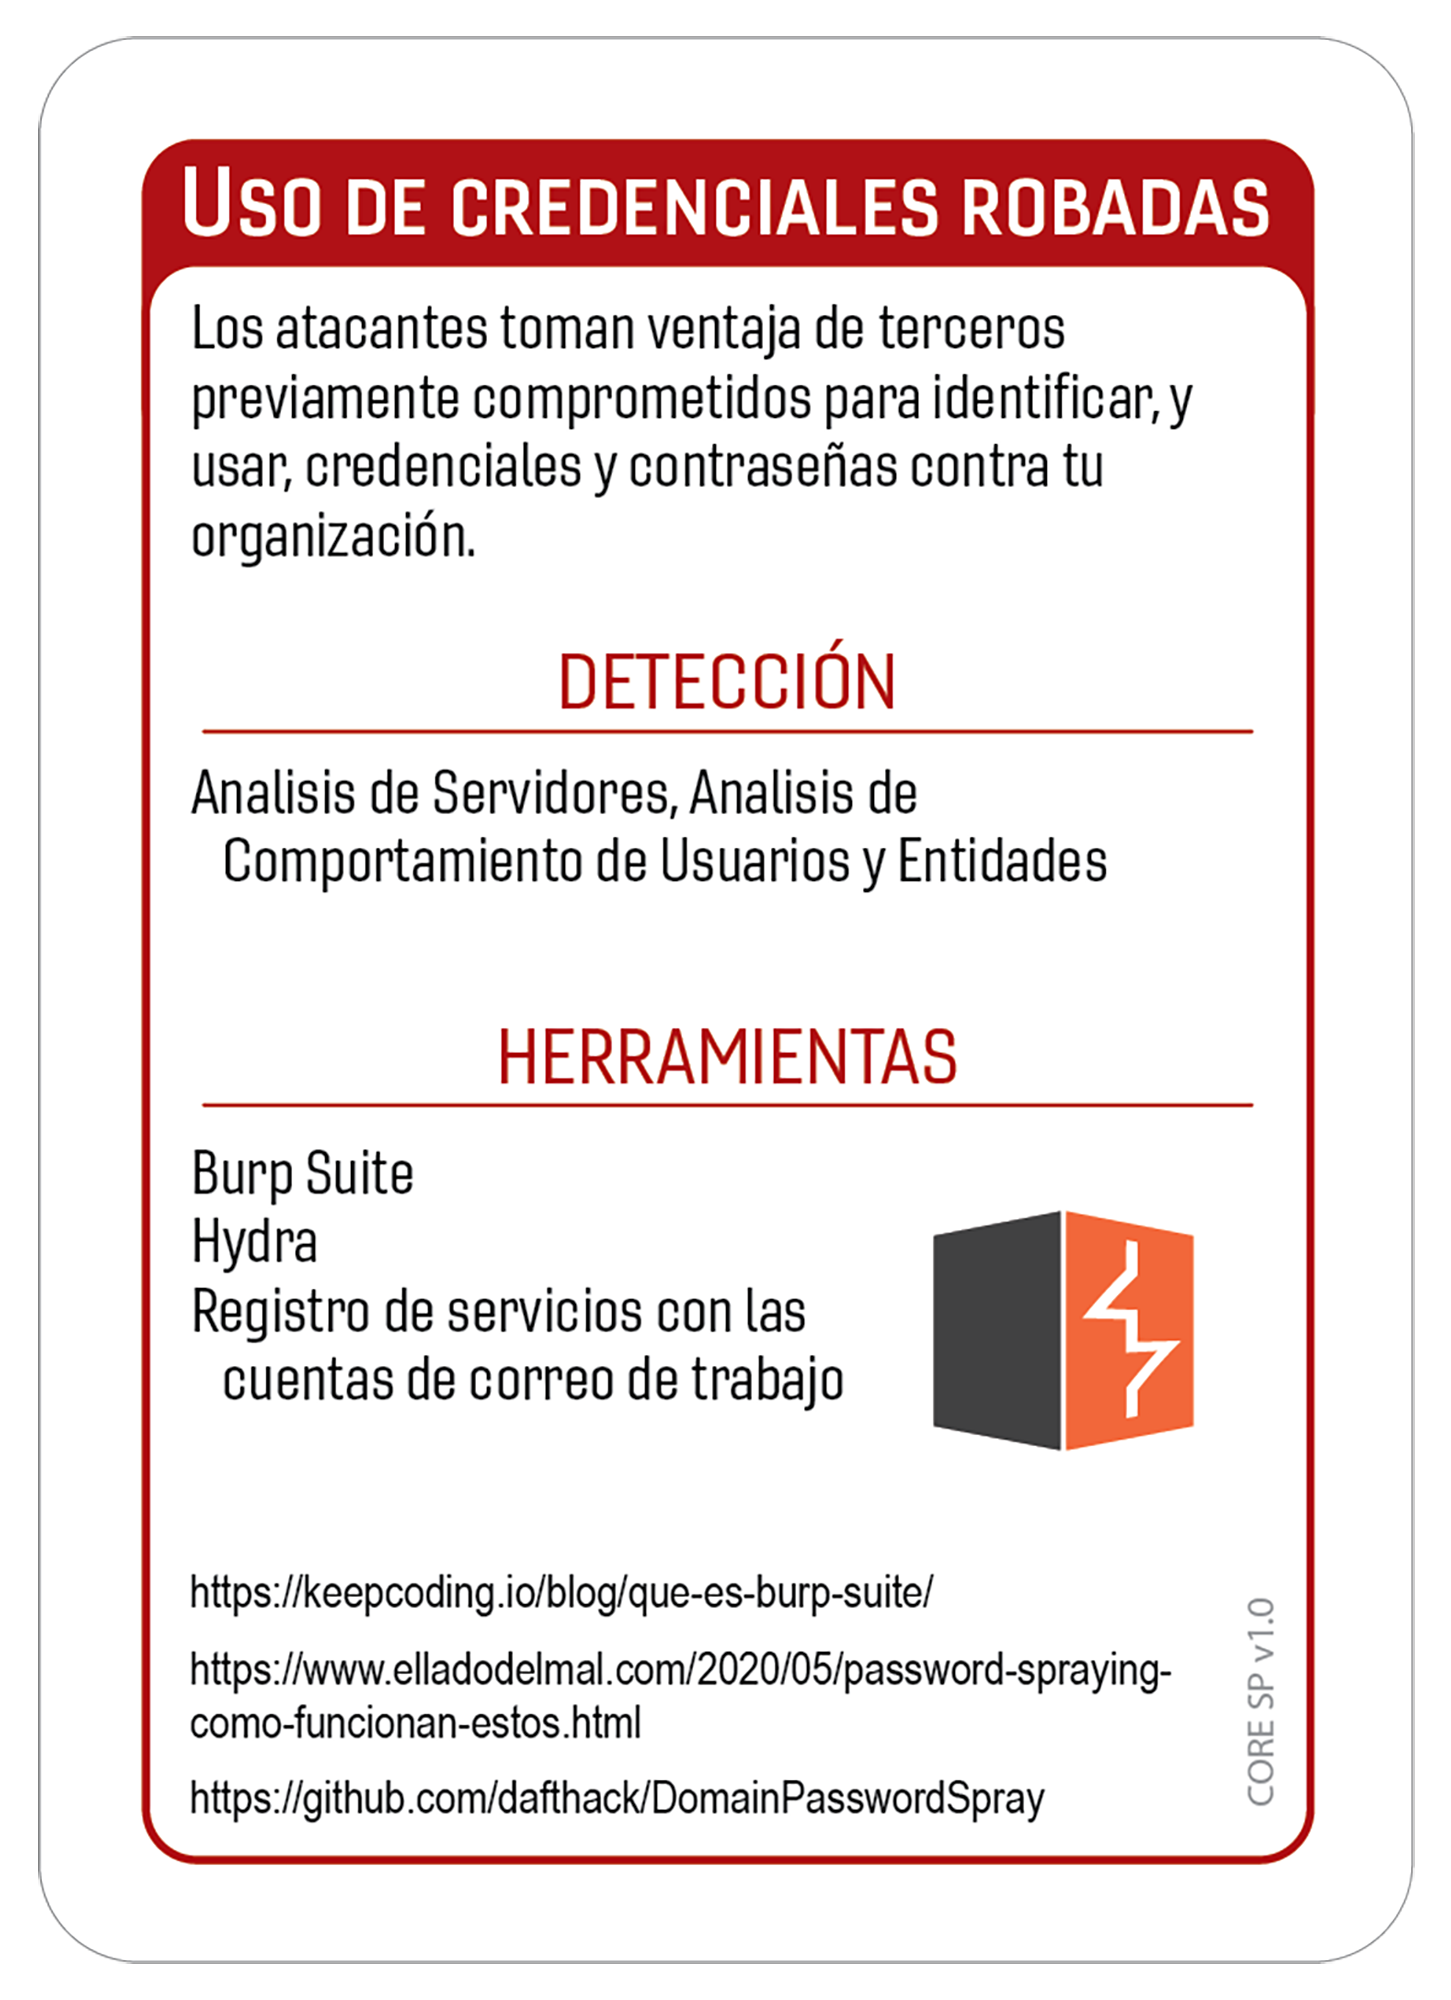 USO DE CREDENCIALES ROBADAS
Los atacantes toman ventaja de terceros
previamente comprometidos para identificar, y
usar, credenciales y contraseñas contra tu
organización.
DETECCIÓN
Analisis de Servidores, Analisis de
Comportamiento de Usuarios y Entidades
HERRAMIENTAS
Burp Suite
Hydra
Registro de servicios con las
cuentas de correo de trabajo
https://keepcoding.io/blog/que-es-burp-suite/
https://www.elladodelmal.com/2020/05/password-spraying-
como-funcionan-estos.html
https://github.com/dafthack/DomainPasswordSpray
CORE SP v1.0